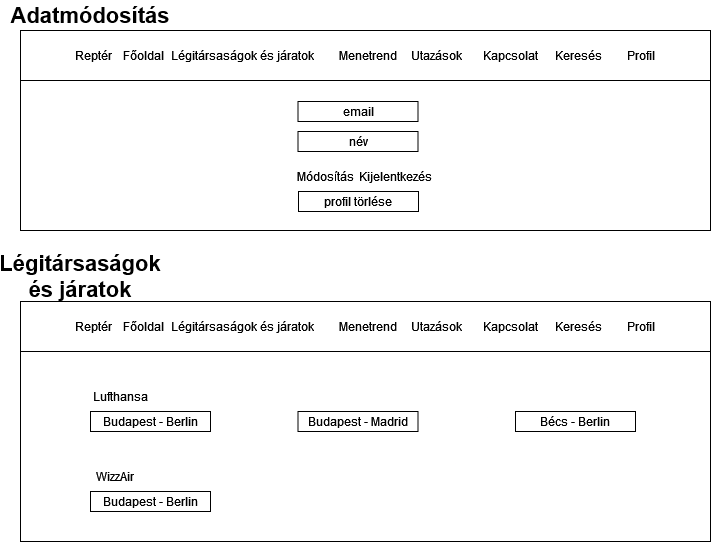 Adatmódosítás
Reptér Főoldal Légitársaságok és járatok Menetrend Utazások Kapcsolat Keresés Profil
email
név
Módosítás Kijelentkezés
profil törlése
Légitársaságok
és járatok
Reptér Főoldal Légitársaságok és járatok Menetrend Utazások Kapcsolat Keresés Profil
Lufthansa
Budapest - Berlin Budapest - Madrid Bécs - Berlin
WizzAir
Budapest - Berlin